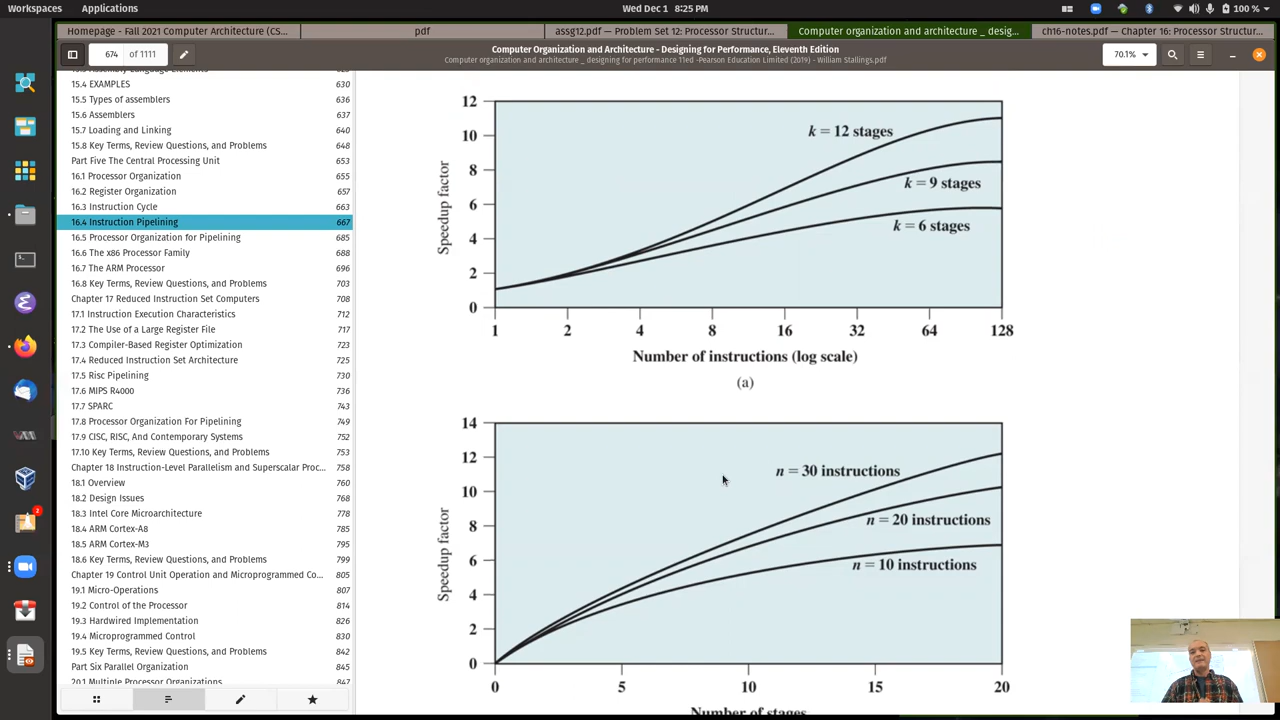 Workspaces Applications Wed Dec 1 8:25 PM 100 %
Homepage - Fall 2021 Computer Architecture (CS... pdf assg12.pdf — Problem Set 12: Processor Structur... computer organization and architecture _ desig... ch16-notes.pdf — Chapter 16: Processor Structur...
674 of 1111 Computer Organization and Architecture - Designing for Performance, Eleventh Edition 70.1%
Computer organization and architecture _ designing for performance 11ed -Pearson Education Limited (2019) - William Stallings.pdf
15.4 EXAMPLES 630
15.5 Types of assemblers 636
15.6 Assemblers 637
15.7 Loading and Linking 640
15.8 Key Terms, Review Questions, and Problems 648
Part Five The Central Processing Unit 653
16.1 Processor Organization 655
16.2 Register Organization 657
16.3 Instruction Cycle 663
16.4 Instruction Pipelining 667
16.5 Processor Organization for Pipelining 685
16.6 The x86 Processor Family 688
16.7 The ARM Processor 696
16.8 Key Terms, Review Questions, and Problems 703
Chapter 17 Reduced Instruction Set Computers 708
17.1 Instruction Execution Characteristics 712
17.2 The Use of a Large Register File 717
17.3 Compiler-Based Register Optimization 723
17.4 Reduced Instruction Set Architecture 725
17.5 Risc Pipelining 730
17.6 MIPS R4000 736
17.7 SPARC 743
17.8 Processor Organization For Pipelining 749
17.9 CISC, RISC, And Contemporary Systems 752
17.10 Key Terms, Review Questions, and Problems 753
Chapter 18 Instruction-Level Parallelism and Superscalar Proc... 758
18.1 Overview 760
18.2 Design Issues 768
18.3 Intel Core Microarchitecture 778
18.4 ARM Cortex-A8 785
18.5 ARM Cortex-M3 795
18.6 Key Terms, Review Questions, and Problems 799
Chapter 19 Control Unit Operation and Microprogrammed Co... 805
19.1 Micro-Operations 807
19.2 Control of the Processor 814
19.3 Hardwired Implementation 826
19.4 Microprogrammed Control 830
19.5 Key Terms, Review Questions, and Problems 842
Part Six Parallel Organization 845
20.1 Multiple Processor Organizations 847
2
12
10
8
6
4
2
0
Speedup factor
k = 12 stages
k = 9 stages
k = 6 stages
1 2 4 8 16 32 64 128
Number of instructions (log scale)
(a)
14
12
10
8
6
4
2
0
Speedup factor
n = 30 instructions
n = 20 instructions
n = 10 instructions
0 5 10 15 20
Number of stages